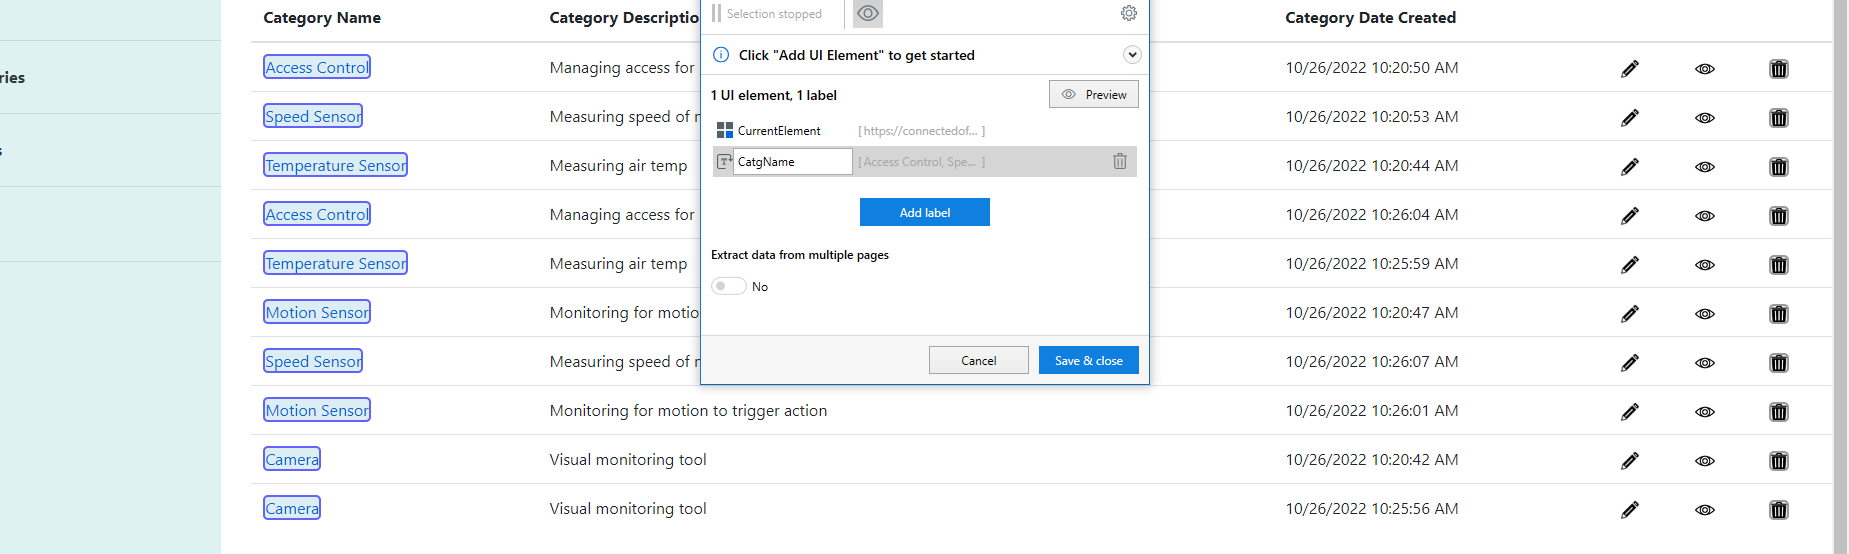 Category Name
Category Descriptio
Category Date Created
Selection stopped
Click "Add UI Element" to get started
1 UI element, 1 label
Preview
CurrentElement
[ https://connectedof... ]
CatgName
[ Access Control, Spe... ]
Add label
Extract data from multiple pages
No
Cancel
Save & close
ries
s
Access Control
Managing access for
10/26/2022 10:20:50 AM
Speed Sensor
Measuring speed of m
10/26/2022 10:20:53 AM
Temperature Sensor
Measuring air temp
10/26/2022 10:20:44 AM
Access Control
Managing access for
10/26/2022 10:26:04 AM
Temperature Sensor
Measuring air temp
10/26/2022 10:25:59 AM
Motion Sensor
Monitoring for motio
10/26/2022 10:20:47 AM
Speed Sensor
Measuring speed of m
10/26/2022 10:26:07 AM
Motion Sensor
Monitoring for motion to trigger action
10/26/2022 10:26:01 AM
Camera
Visual monitoring tool
10/26/2022 10:20:42 AM
Camera
Visual monitoring tool
10/26/2022 10:25:56 AM